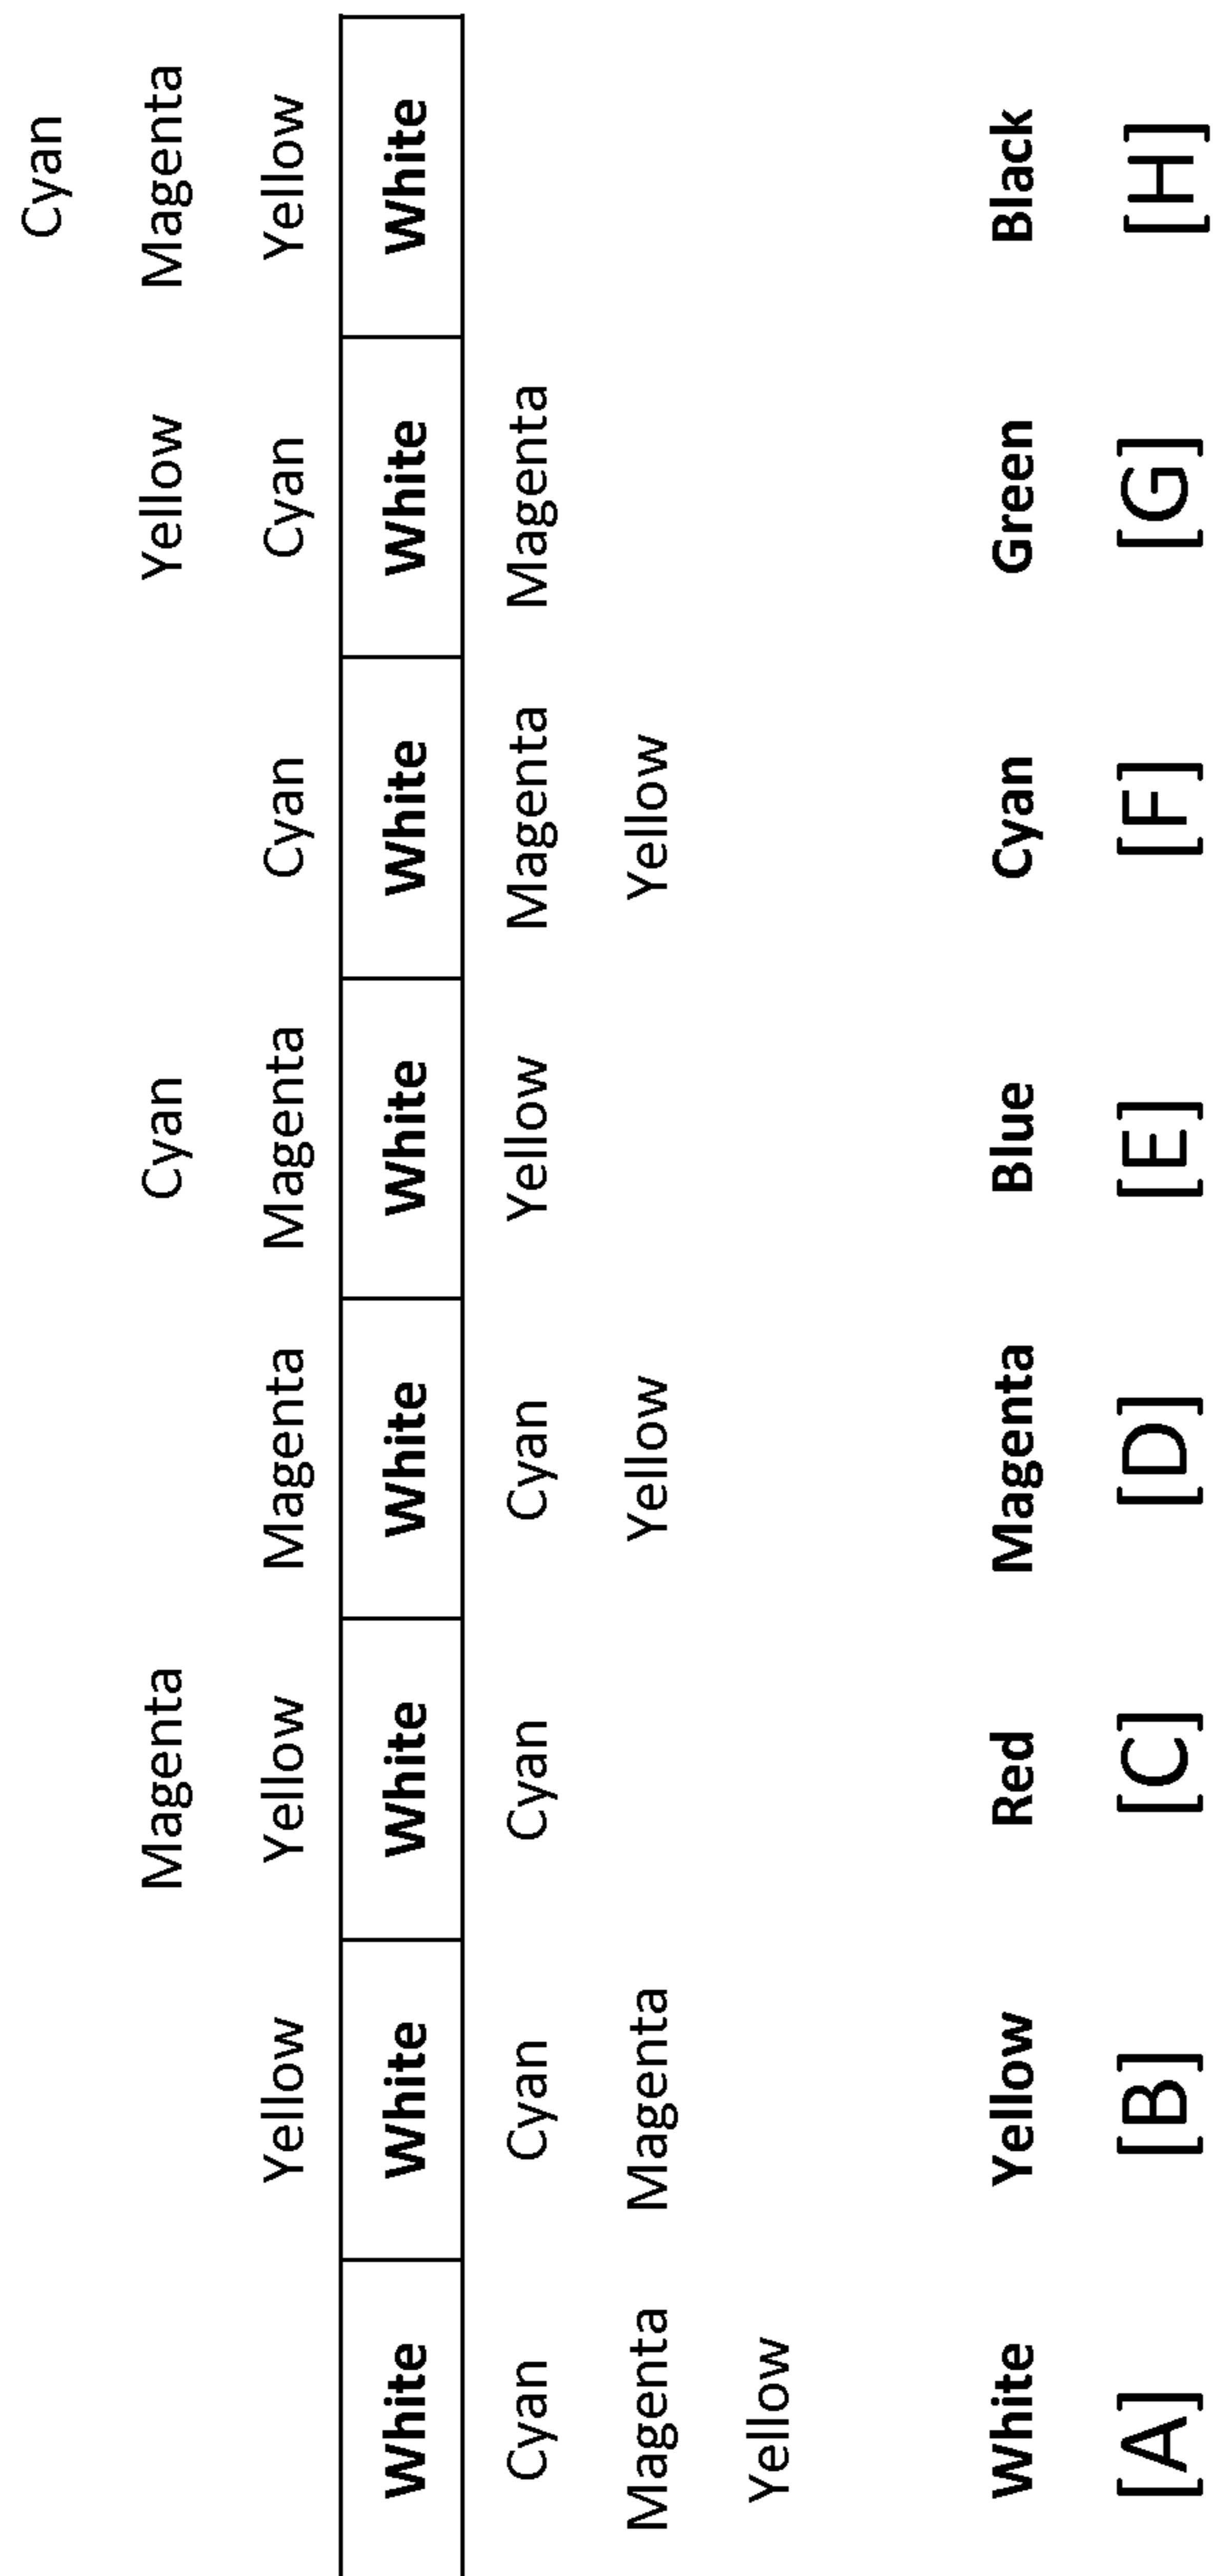 Cyan
Magenta Cyan Yellow Magenta
Yellow Yellow Magenta Magenta Cyan Cyan Yellow
White White White White White White White White
Cyan Cyan Cyan Cyan Yellow Magenta Magenta
Magenta Magenta Yellow Yellow
Yellow
White Yellow Red Magenta Blue Cyan Green Black
[A] [B] [C] [D] [E] [F] [G] [H]